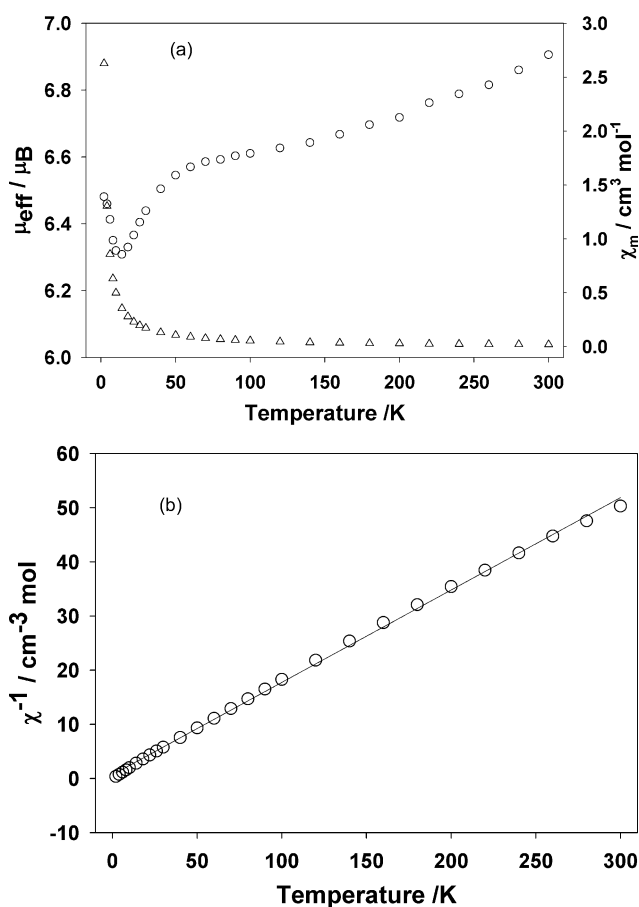 (a)
7.0
6.8
6.6
6.4
6.2
6.0
μeff / μB
3.0
2.5
2.0
1.5
1.0
0.5
0.0
χm / cm³ mol⁻¹
0 50 100 150 200 250 300
Temperature /K
(b)
60
50
40
30
20
10
0
-10
χ⁻¹ / cm⁻³ mol
0 50 100 150 200 250 300
Temperature /K